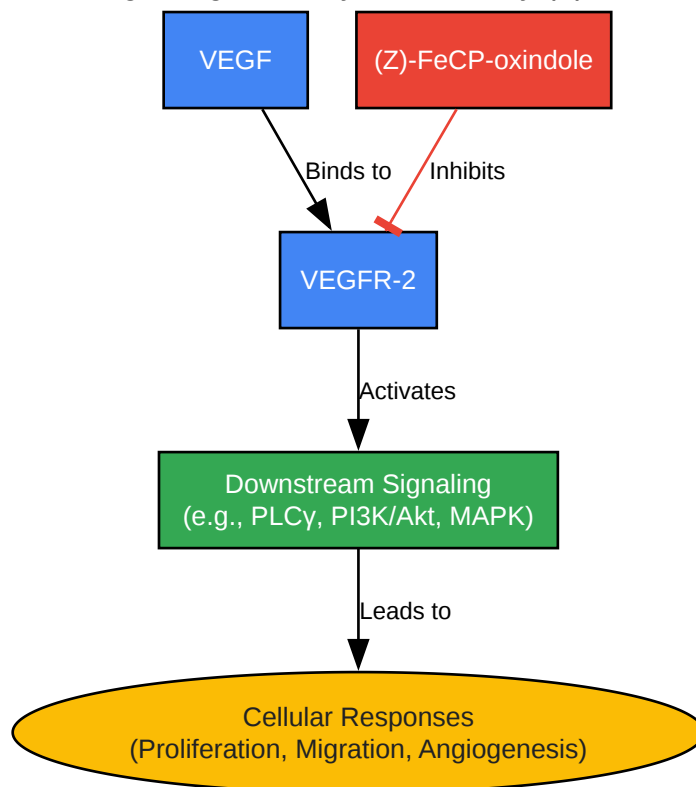 VEGF
(Z)-FeCP-oxindole
Binds to
Inhibits
VEGFR-2
Activates
Downstream Signaling
(e.g., PLCγ, PI3K/Akt, MAPK)
Leads to
Cellular Responses
(Proliferation, Migration, Angiogenesis)